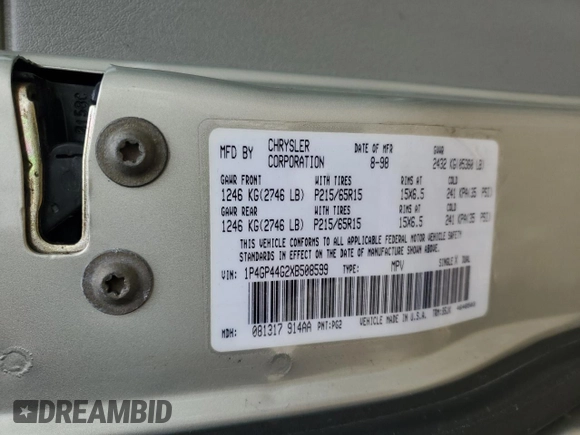 MFD BY CHRYSLER CORPORATION DATE OF MFR 8-98 GVWR 2432 KG(05360 LB)
GAWR FRONT WITH TIRES RIMS AT COLD
1246 KG(2746 LB) P215/65R15 15X6.5 241 KPA(35 PSI)
GAWR REAR WITH TIRES RIMS AT COLD
1246 KG(2746 LB) P215/65R15 15X6.5 241 KPA(35 PSI)
THIS VEHICLE CONFORMS TO ALL APPLICABLE FEDERAL MOTOR VEHICLE SAFETY
STANDARDS IN EFFECT ON THE DATE OF MANUFACTURE SHOWN ABOVE.
VIN: 1P4GP44G2XB508599 TYPE: MPV SINGLE X DUAL
MDH: 081317 914AA PNT:PG2 VEHICLE MADE IN U.S.A.
DREAMBID